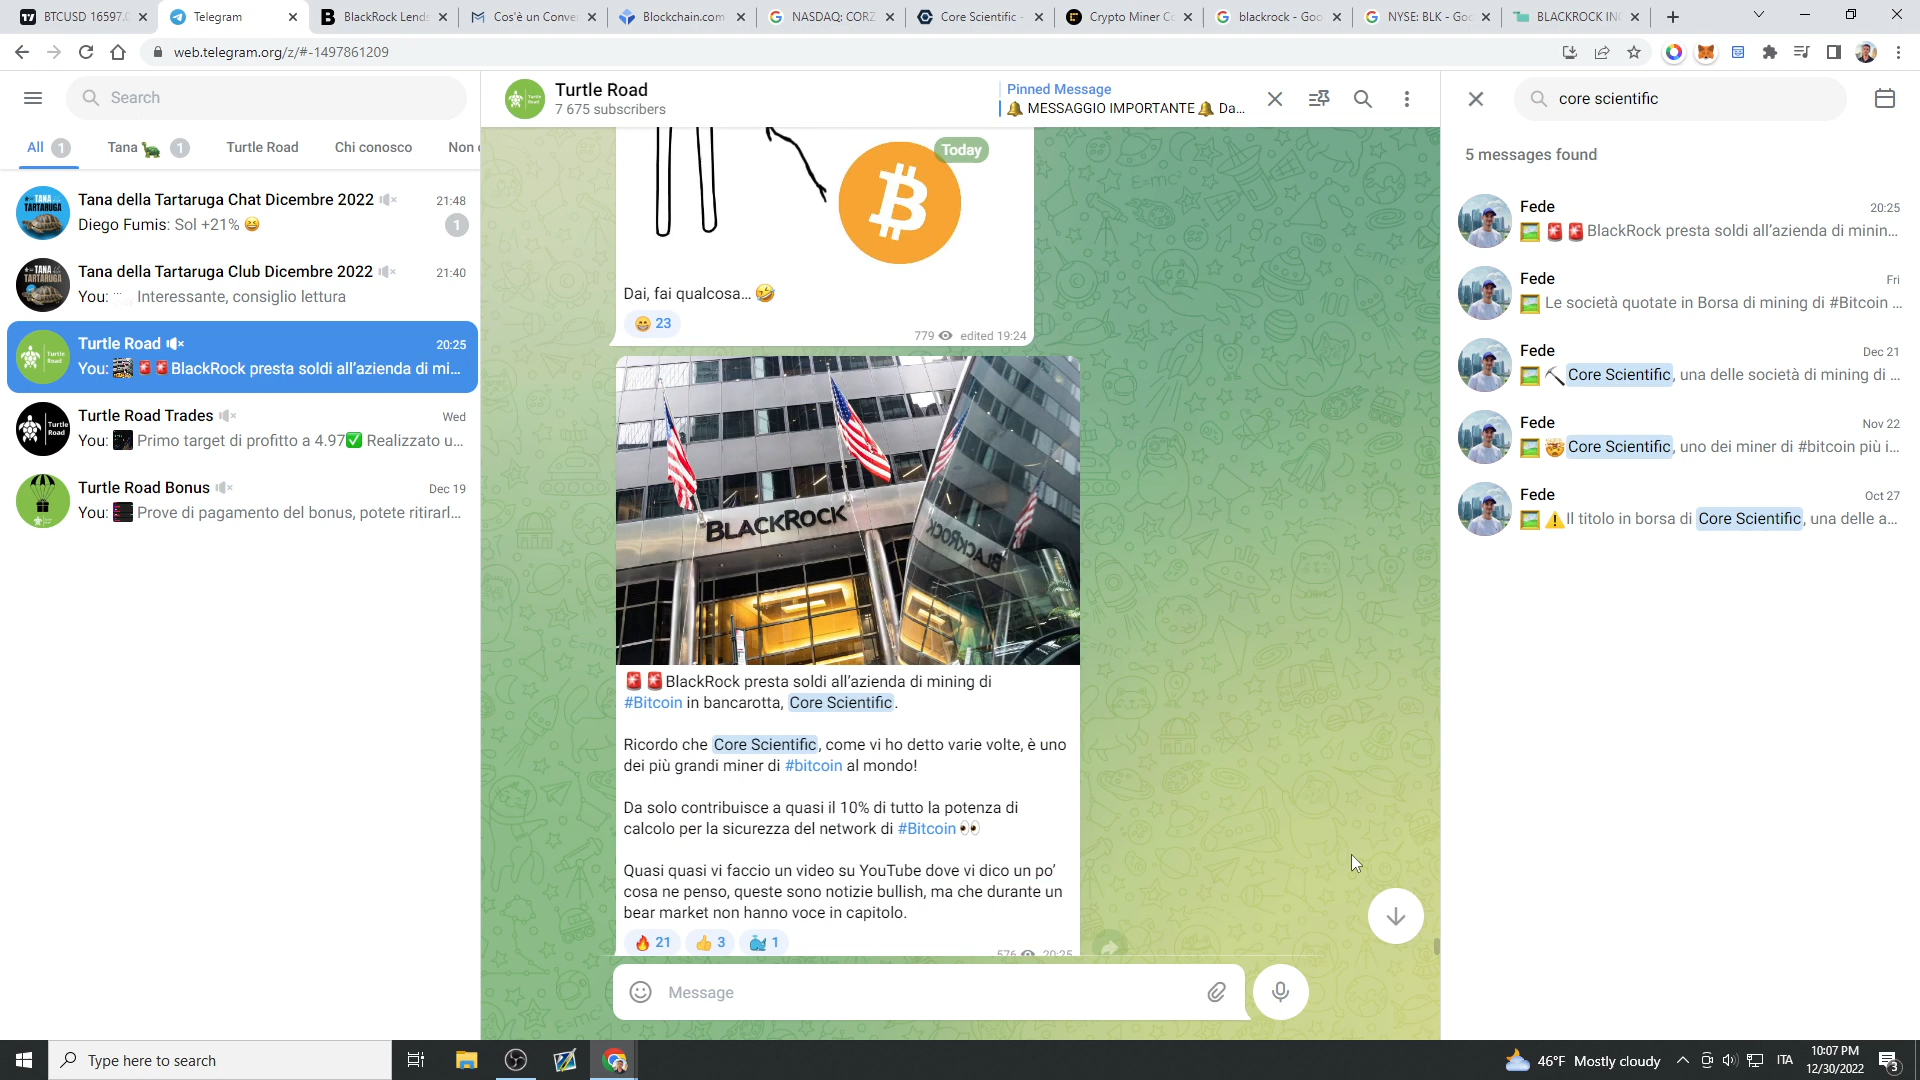 BTCUSD 16597.
Telegram
BlackRock Lends
Cos'è un Conve
Blockchain.com
NASDAQ: CORZ
Core Scientific -
Crypto Miner C
blackrock - Goo
NYSE: BLK - Goo
BLACKROCK IN
web.telegram.org/z/#-1497861209
Search
All 1
Tana 🐢 1
Turtle Road
Chi conosco
Non
Tana della Tartaruga Chat Dicembre 2022 21:48
Diego Fumis: Sol +21% 😆 1
Tana della Tartaruga Club Dicembre 2022 21:40
You: Interessante, consiglio lettura
Turtle Road 20:25
You: 🚨🚨BlackRock presta soldi all'azienda di mi...
Turtle Road Trades Wed
You: Primo target di profitto a 4.97✅ Realizzato u...
Turtle Road Bonus Dec 19
You: Prove di pagamento del bonus, potete ritirarl...
Turtle Road
7 675 subscribers
Pinned Message
🔔 MESSAGGIO IMPORTANTE 🔔 Da...
Today
Dai, fai qualcosa... 🤣
😁 23
779 edited 19:24
BLACKROCK
BLACKROCK
🚨🚨BlackRock presta soldi all'azienda di mining di
#Bitcoin in bancarotta, Core Scientific.
Ricordo che Core Scientific, come vi ho detto varie volte, è uno
dei più grandi miner di #bitcoin al mondo!
Da solo contribuisce a quasi il 10% di tutto la potenza di
calcolo per la sicurezza del network di #Bitcoin 👀
Quasi quasi vi faccio un video su YouTube dove vi dico un po'
cosa ne penso, queste sono notizie bullish, ma che durante un
bear market non hanno voce in capitolo.
🔥 21 👍 3 🐳 1
576 20:25
Message
core scientific
5 messages found
Fede 20:25
🖼️ 🚨🚨BlackRock presta soldi all'azienda di minin...
Fede Fri
🖼️ Le società quotate in Borsa di mining di #Bitcoin ...
Fede Dec 21
🖼️ ⛏Core Scientific, una delle società di mining di ...
Fede Nov 22
🖼️ 🤯Core Scientific, uno dei miner di #bitcoin più i...
Fede Oct 27
🖼️ ⚠️Il titolo in borsa di Core Scientific, una delle a...
Type here to search
46°F Mostly cloudy
ITA
10:07 PM
12/30/2022
3